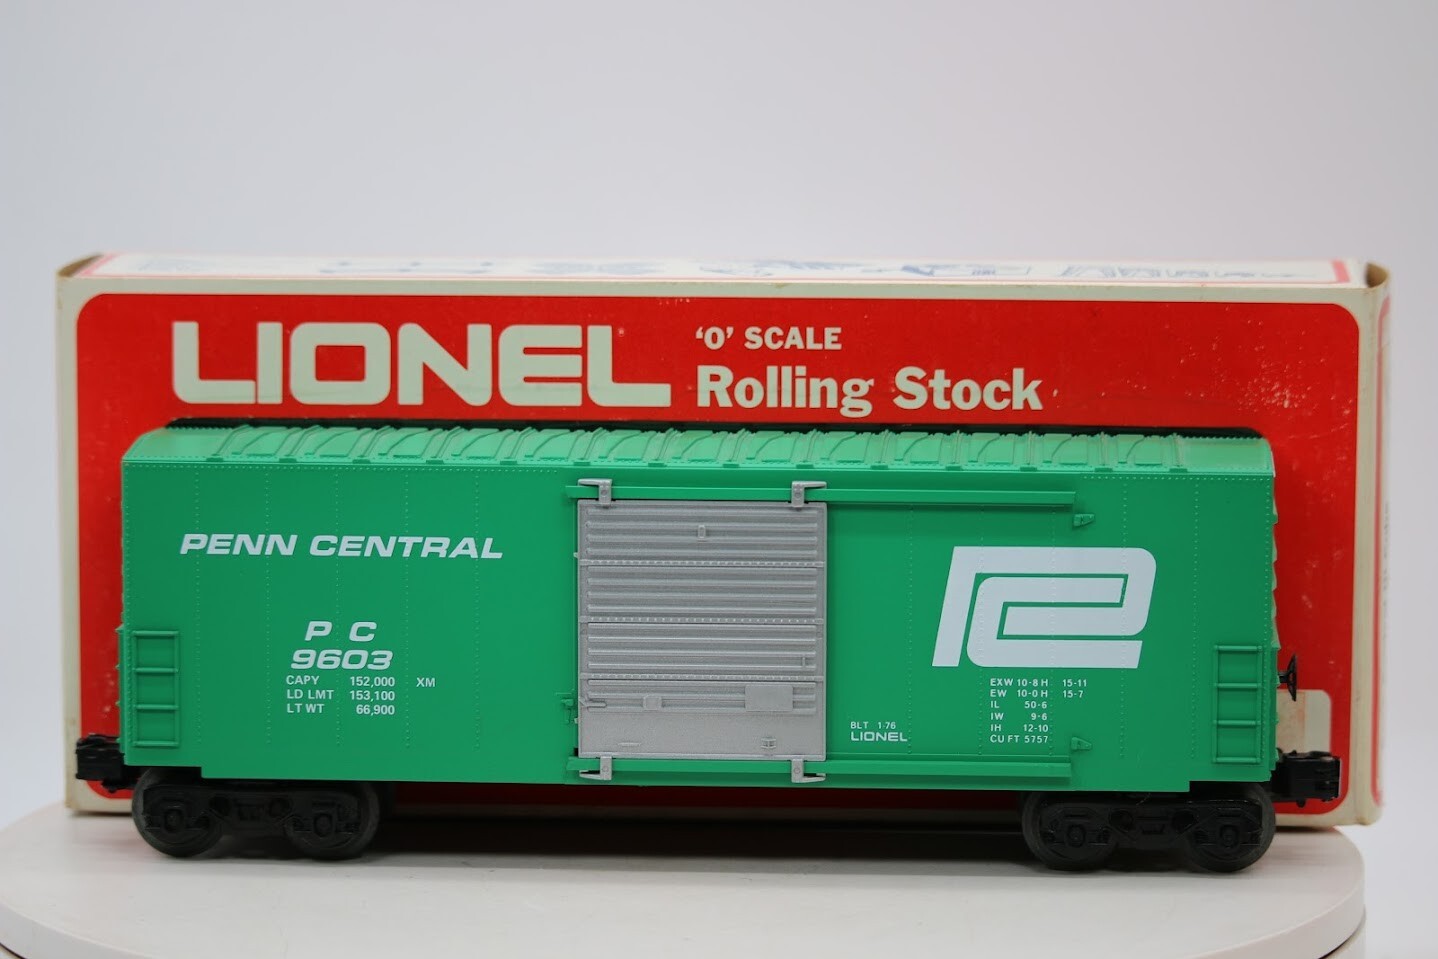 LIONEL
'O' SCALE
Rolling Stock
PENN CENTRAL
P C
9603
CAPY 152,000 XM
LD LMT 153,100
LT WT 66,900
BLT 1-76
LIONEL
EXW 10-8 H 15-11
EW 10-0 H 15-7
IL 50-6
IW 9-6
IH 12-10
CU FT 5757